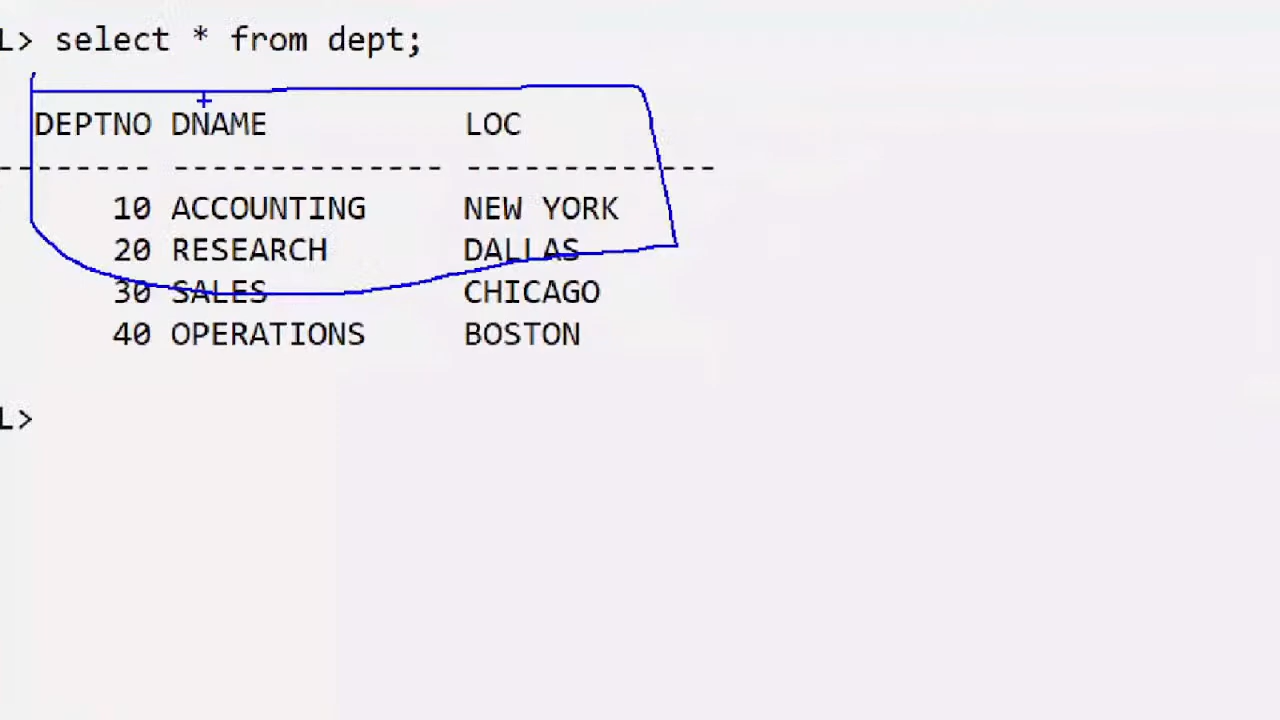 L> select * from dept;
DEPTNO DNAME LOC
------- -------------- -------------
10 ACCOUNTING NEW YORK
20 RESEARCH DALLAS
30 SALES CHICAGO
40 OPERATIONS BOSTON
L>